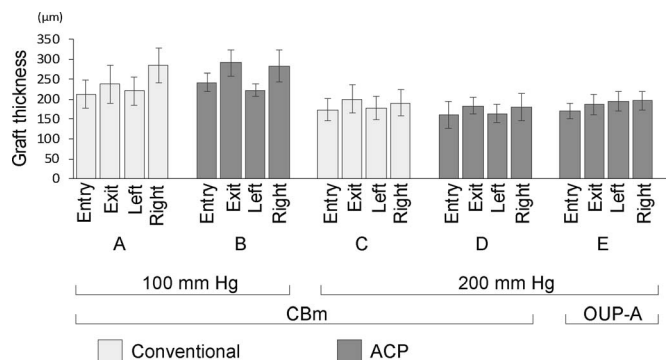 (μm)
Graft thickness
350
300
250
200
150
100
50
0
Entry Exit Left Right Entry Exit Left Right Entry Exit Left Right Entry Exit Left Right Entry Exit Left Right
A B C D E
100 mm Hg 200 mm Hg
CBm OUP-A
Conventional ACP